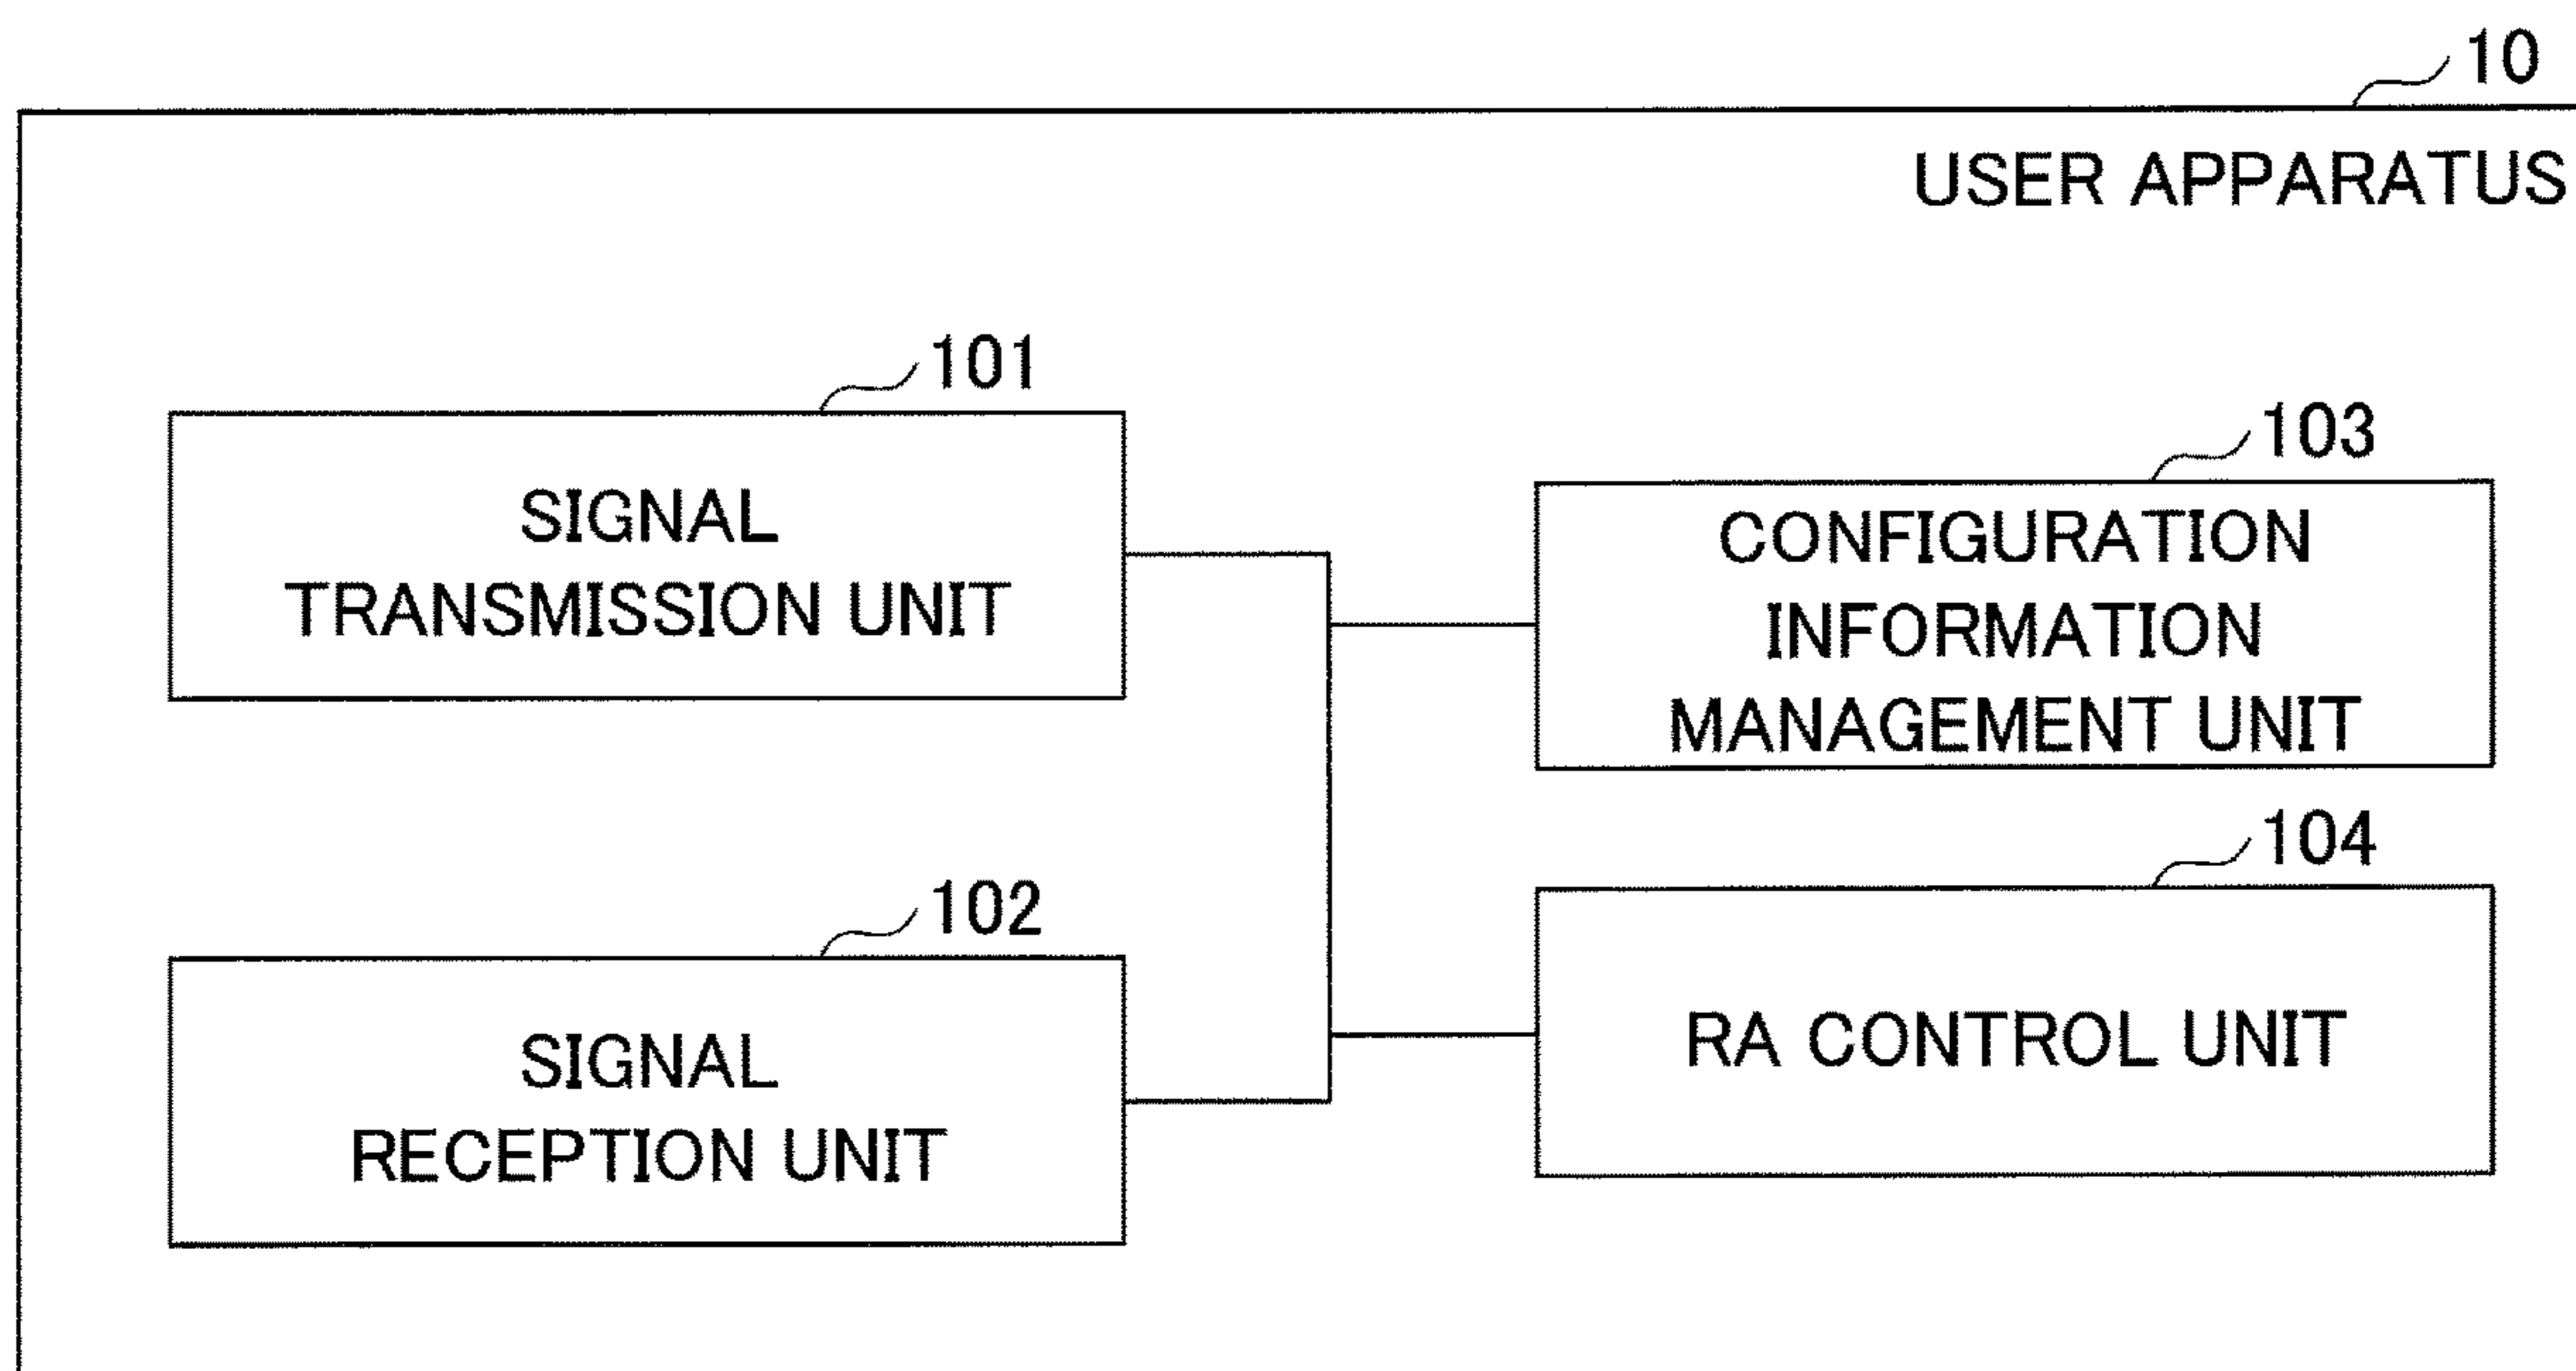 10
USER APPARATUS
101
SIGNAL
TRANSMISSION UNIT
103
CONFIGURATION
INFORMATION
MANAGEMENT UNIT
102
SIGNAL
RECEPTION UNIT
104
RA CONTROL UNIT